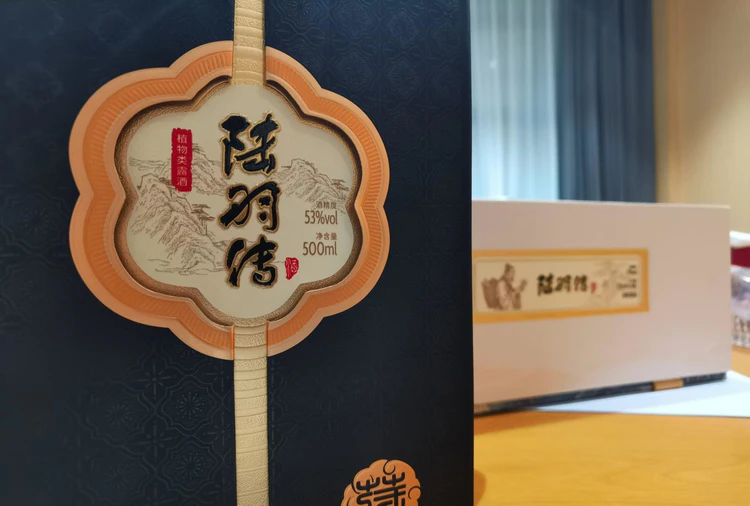 植物类露酒
陆羽传
酒精度
53%vol
净含量
500ml
陆羽传